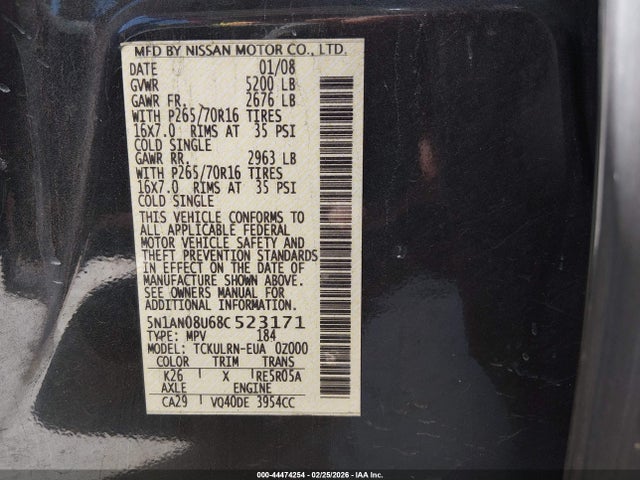 MFD BY NISSAN MOTOR CO., LTD.
DATE 01/08
GVWR 5200 LB
GAWR FR. 2676 LB
WITH P265/70R16 TIRES
16X7.0 RIMS AT 35 PSI
COLD SINGLE
GAWR RR. 2963 LB
WITH P265/70R16 TIRES
16X7.0 RIMS AT 35 PSI
COLD SINGLE
THIS VEHICLE CONFORMS TO
ALL APPLICABLE FEDERAL
MOTOR VEHICLE SAFETY AND
THEFT PREVENTION STANDARDS
IN EFFECT ON THE DATE OF
MANUFACTURE SHOWN ABOVE.
SEE OWNERS MANUAL FOR
ADDITIONAL INFORMATION.
5N1AN08U68C523171
TYPE: MPV 184
MODEL: TCKULRN-EUA 0Z000
COLOR TRIM TRANS
K26 X RE5R05A
AXLE ENGINE
CA29 VQ40DE 3954CC
000-44474254 | 02/25/2026 - IAA Inc.